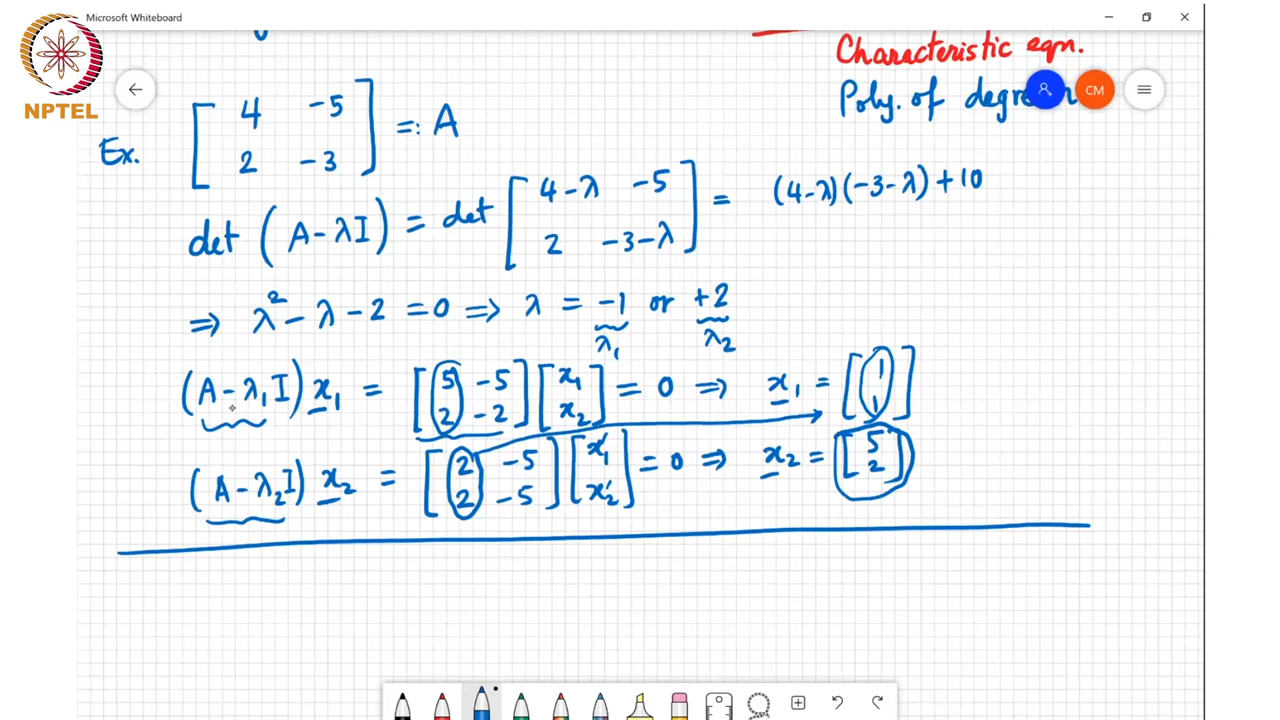 Microsoft Whiteboard
NPTEL
Characteristic eqn.
CM
Poly. of degree n
Ex. [4 -5; 2 -3] =: A
det (A-λI) = det [4-λ -5; 2 -3-λ] = (4-λ)(-3-λ)+10
⇒ λ² - λ - 2 = 0 ⇒ λ = -1 or +2
λ₁ λ₂
(A-λ₁I) x₁ = [5 -5; 2 -2] [x₁; x₂] = 0 ⇒ x₁ = [1; 1]
(A-λ₂I) x₂ = [2 -5; 2 -5] [x₁'; x₂'] = 0 ⇒ x₂ = [5; 2]